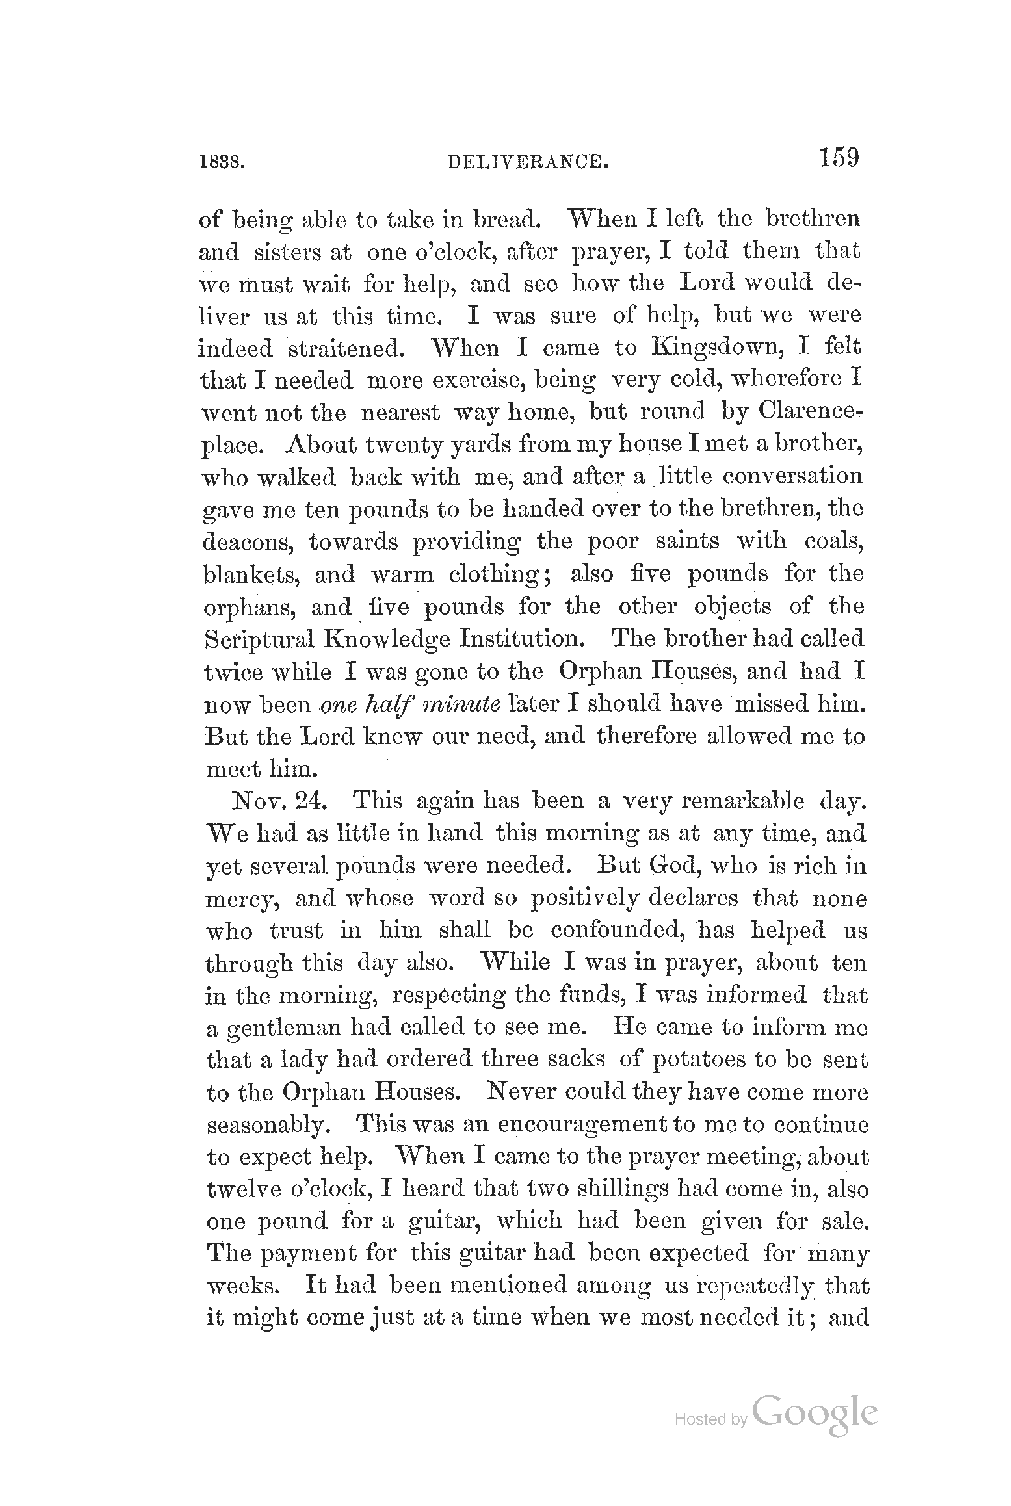 1838. DELIVERANCE. 159
of being able to take in bread. When I left the brethren
and sisters at one o'clock, after prayer, I told them that
we must wait for help, and see how the Lord would de-
liver us at this time. I was sure of help, but we were
indeed straitened. When I came to Kingsdown, I felt
that I needed more exercise, being very cold, wherefore I
went not the nearest way home, but round by Clarence-
place. About twenty yards from my house I met a brother,
who walked back with me, and after a little conversation
gave me ten pounds to be handed over to the brethren, the
deacons, towards providing the poor saints with coals,
blankets, and warm clothing; also five pounds for the
orphans, and five pounds for the other objects of the
Scriptural Knowledge Institution. The brother had called
twice while I was gone to the Orphan Houses, and had I
now been one half minute later I should have missed him.
But the Lord knew our need, and therefore allowed me to
meet him.
Nov. 24. This again has been a very remarkable day.
We had as little in hand this morning as at any time, and
yet several pounds were needed. But God, who is rich in
mercy, and whose word so positively declares that none
who trust in him shall be confounded, has helped us
through this day also. While I was in prayer, about ten
in the morning, respecting the funds, I was informed that
a gentleman had called to see me. He came to inform me
that a lady had ordered three sacks of potatoes to be sent
to the Orphan Houses. Never could they have come more
seasonably. This was an encouragement to me to continue
to expect help. When I came to the prayer meeting, about
twelve o'clock, I heard that two shillings had come in, also
one pound for a guitar, which had been given for sale.
The payment for this guitar had been expected for many
weeks. It had been mentioned among us repeatedly that
it might come just at a time when we most needed it; and
Hosted by Google